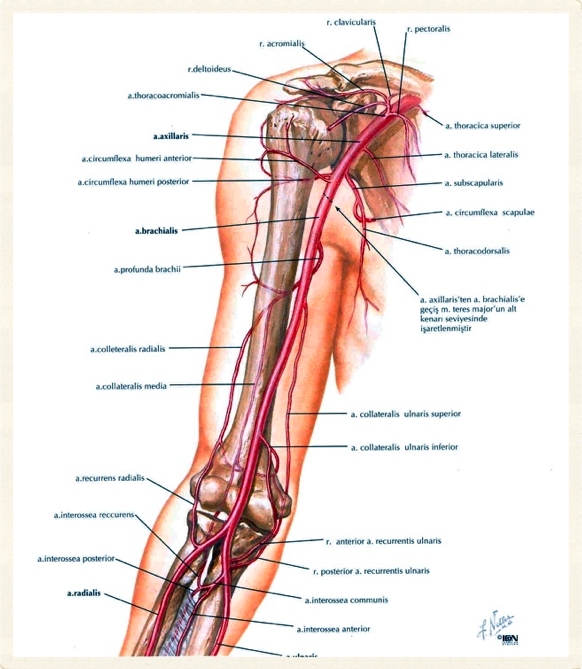 r. clavicularis
r. pectoralis
r. acromialis
r.deltoideus
a.thoracoacromialis
a. thoracica superior
a.axillaris
a.circumflexa humeri anterior
a. thoracica lateralis
a.circumflexa humeri posterior
a. subscapularis
a. circumflexa scapulae
a.brachialis
a. thoracodorsalis
a.profunda brachii
a. axillaris'ten a. brachialis'e
geçiş m. teres major'un alt
kenarı seviyesinde
işaretlenmiştir
a.colleteralis radialis
a.collateralis media
a. collateralis ulnaris superior
a. collateralis ulnaris inferior
a.recurrens radialis
a.interossea reccurens
r. anterior a. recurrentis ulnaris
a.interossea posterior
r. posterior a. recurrentis ulnaris
a.radialis
a.interossea communis
a.interossea anterior
a.ulnaris